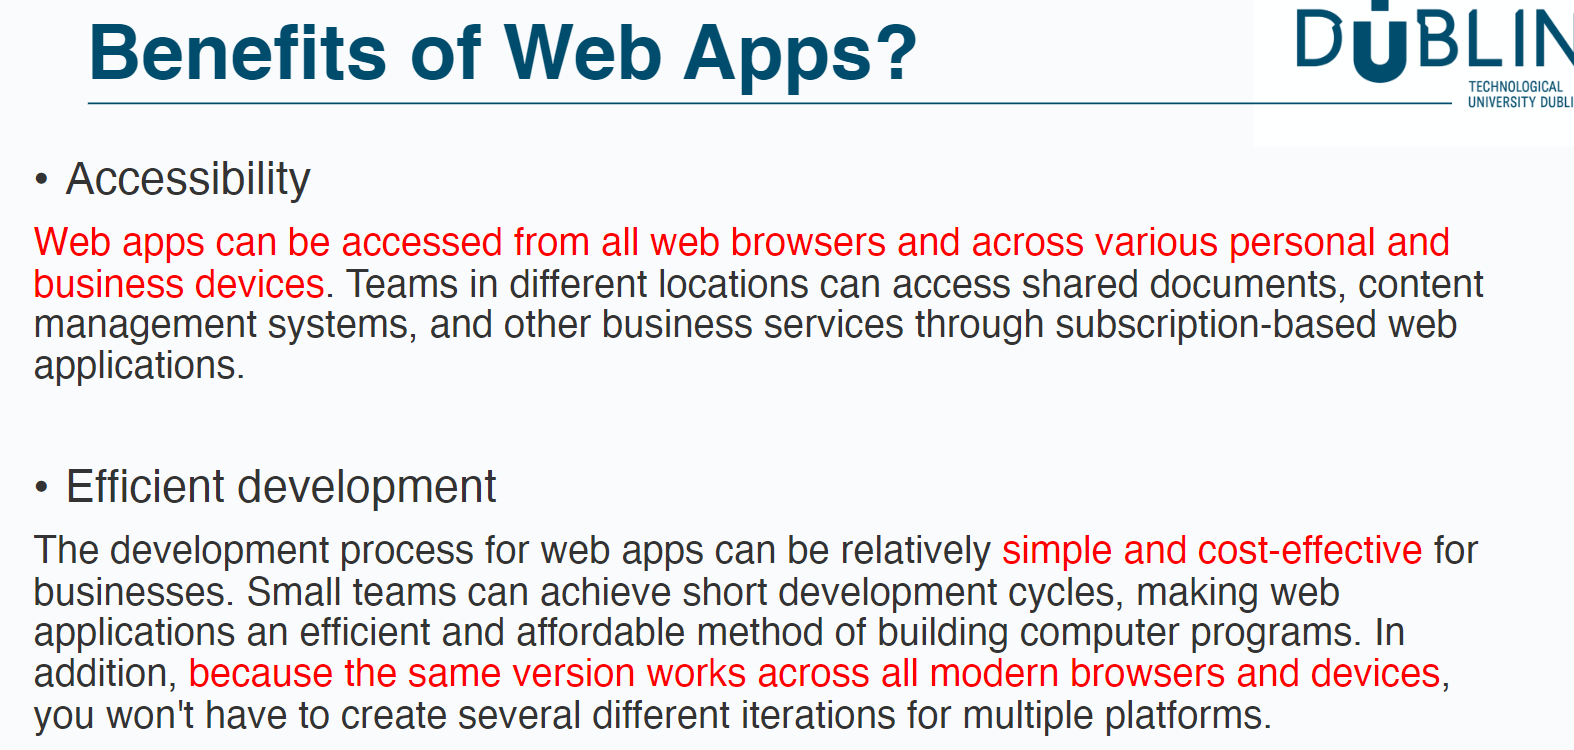 Benefits of Web Apps?
DUBLIN
TECHNOLOGICAL
UNIVERSITY DUBLI
• Accessibility
Web apps can be accessed from all web browsers and across various personal and
business devices. Teams in different locations can access shared documents, content
management systems, and other business services through subscription-based web
applications.
• Efficient development
The development process for web apps can be relatively simple and cost-effective for
businesses. Small teams can achieve short development cycles, making web
applications an efficient and affordable method of building computer programs. In
addition, because the same version works across all modern browsers and devices,
you won't have to create several different iterations for multiple platforms.